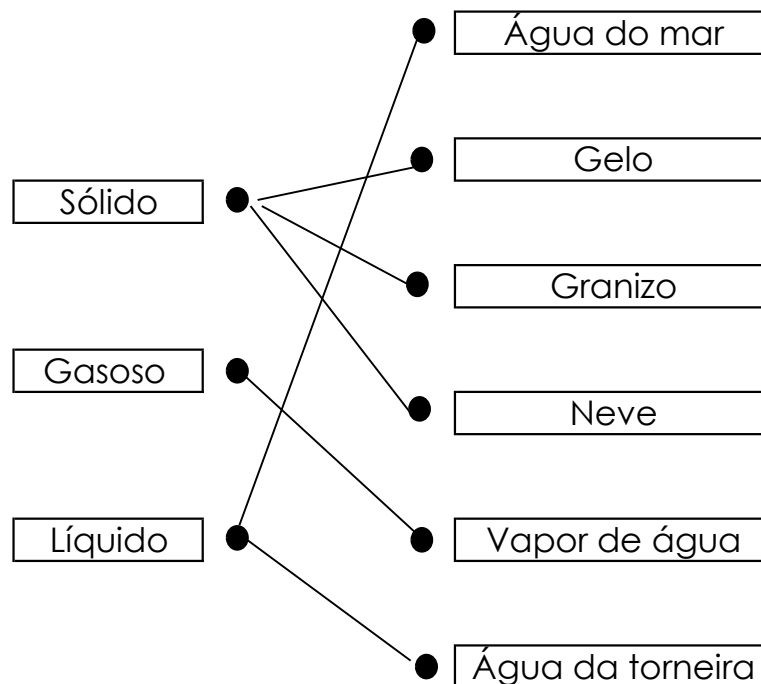 Água do mar
Gelo
Sólido
Granizo
Gasoso
Neve
Líquido
Vapor de água
Água da torneira